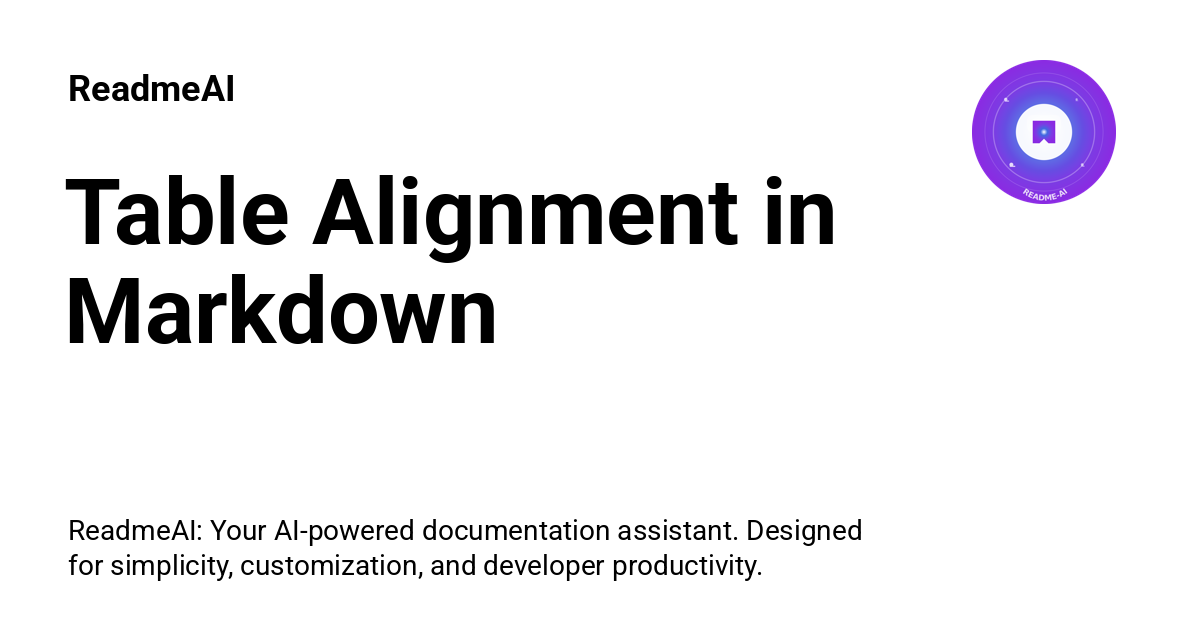 ReadmeAI
README-AI
Table Alignment in
Markdown
ReadmeAI: Your AI-powered documentation assistant. Designed
for simplicity, customization, and developer productivity.